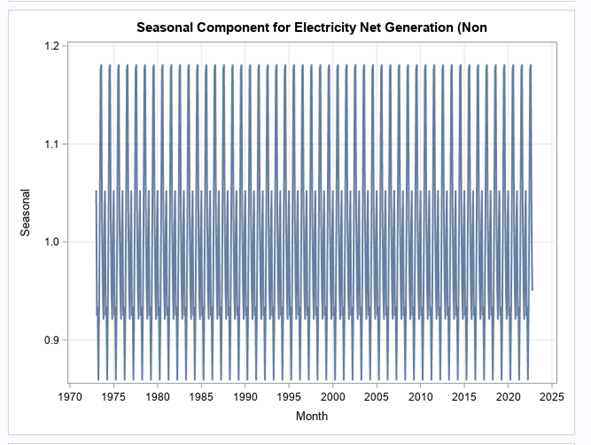 Seasonal Component for Electricity Net Generation (Non
1.2
1.1
1.0
0.9
Seasonal
1970 1975 1980 1985 1990 1995 2000 2005 2010 2015 2020 2025
Month